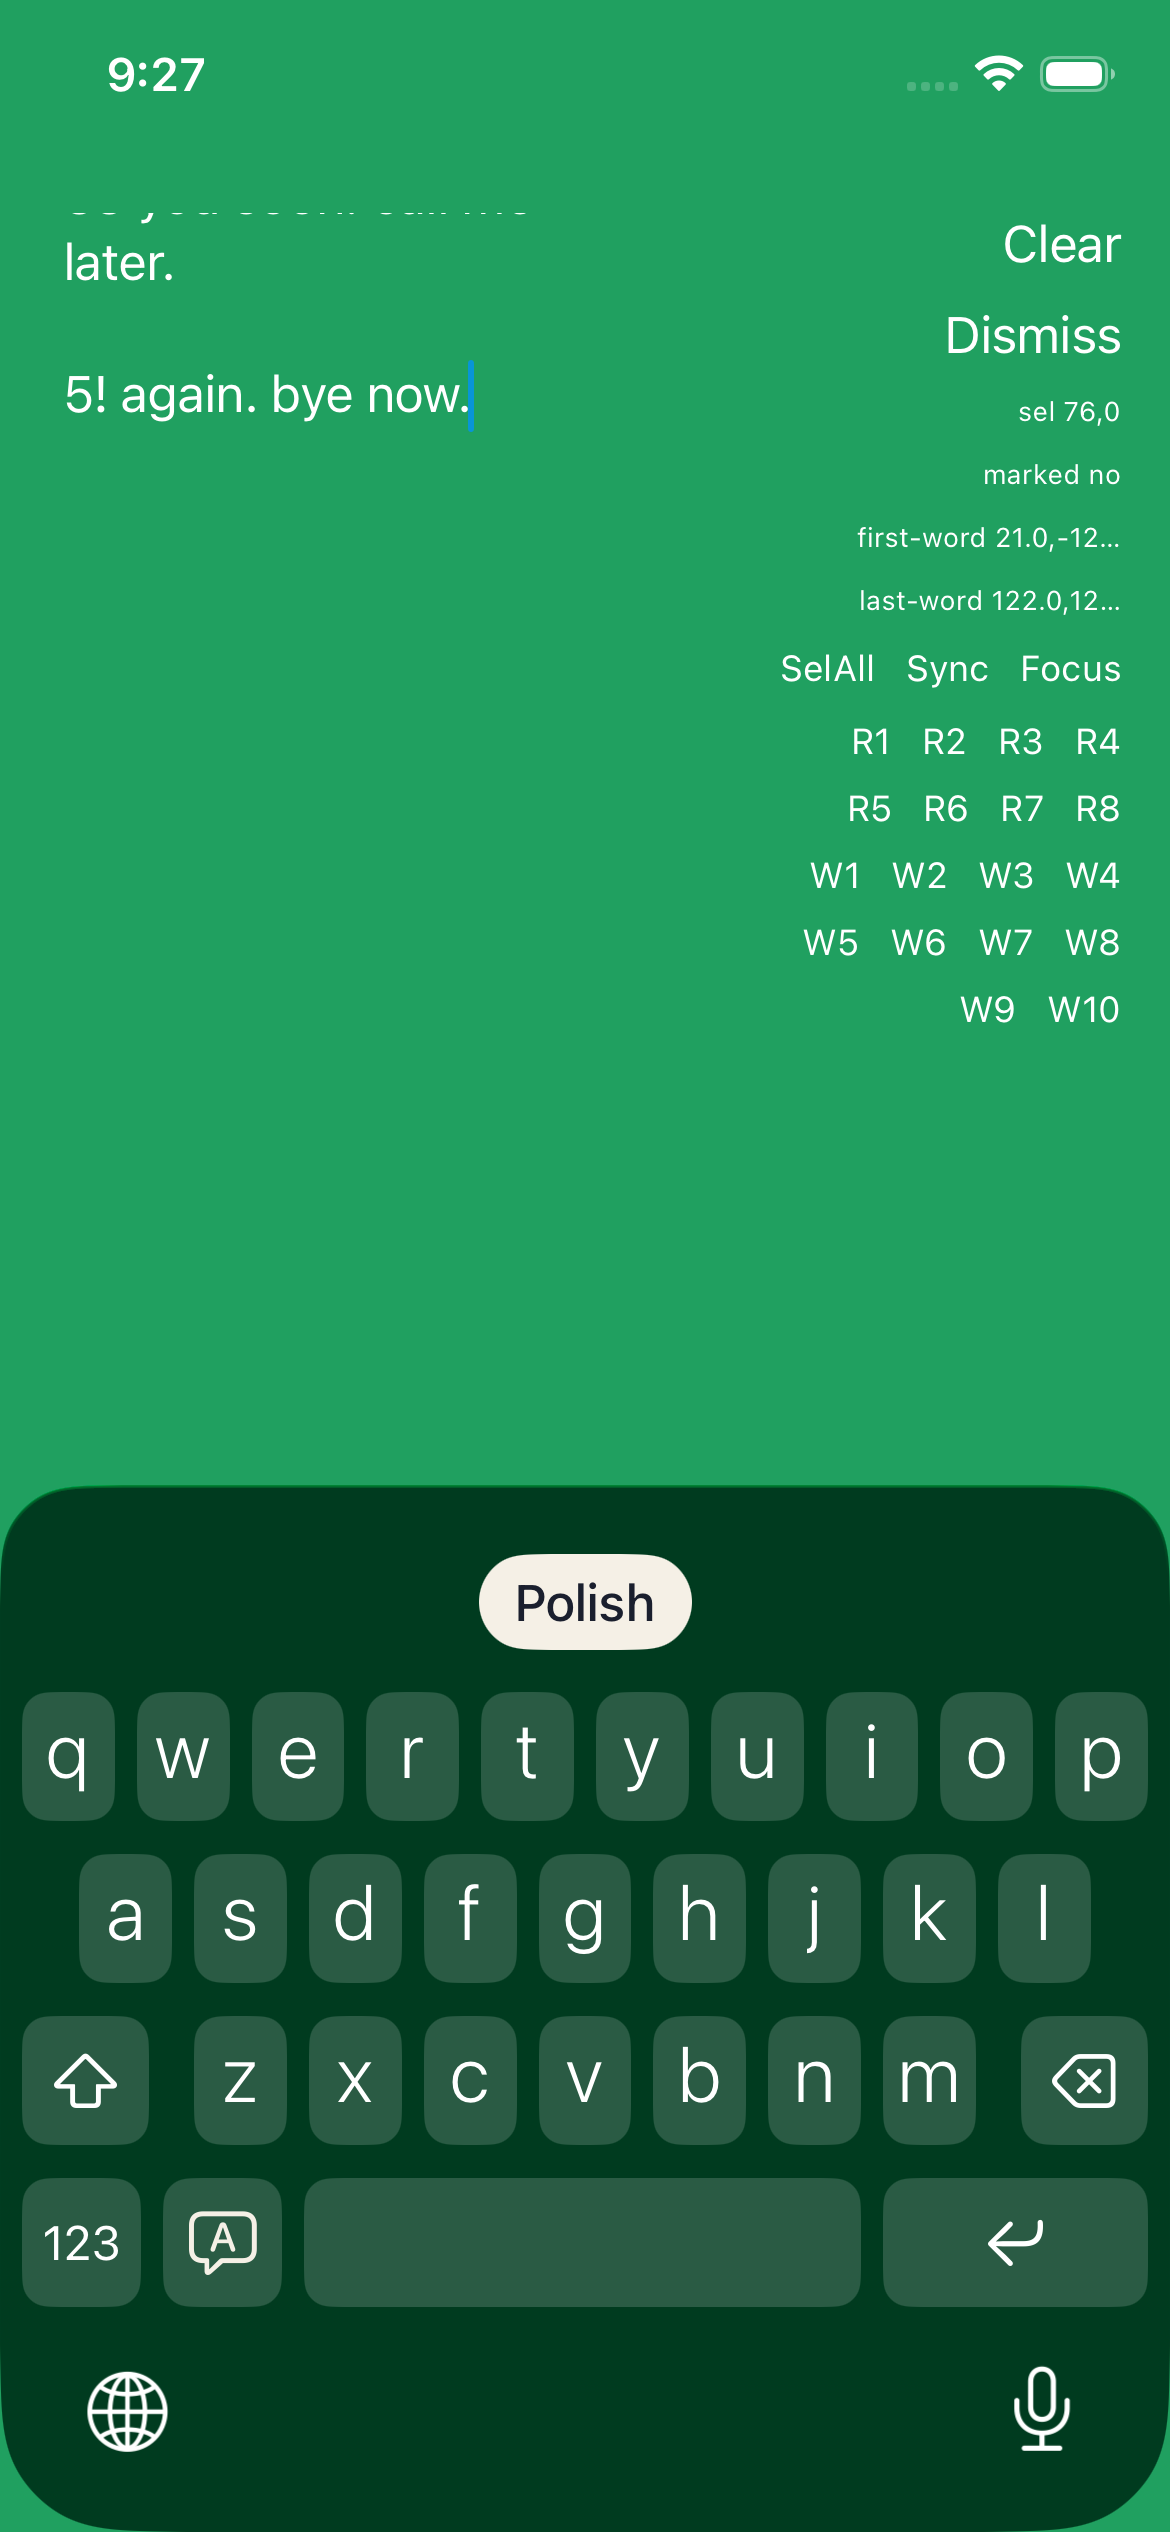 9:27
later.
5! again. bye now.
Clear
Dismiss
sel 76,0
marked no
first-word 21.0,-12...
last-word 122.0,12...
SelAll Sync Focus
R1 R2 R3 R4
R5 R6 R7 R8
W1 W2 W3 W4
W5 W6 W7 W8
W9 W10
Polish
q w e r t y u i o p
a s d f g h j k l
z x c v b n m
123 A